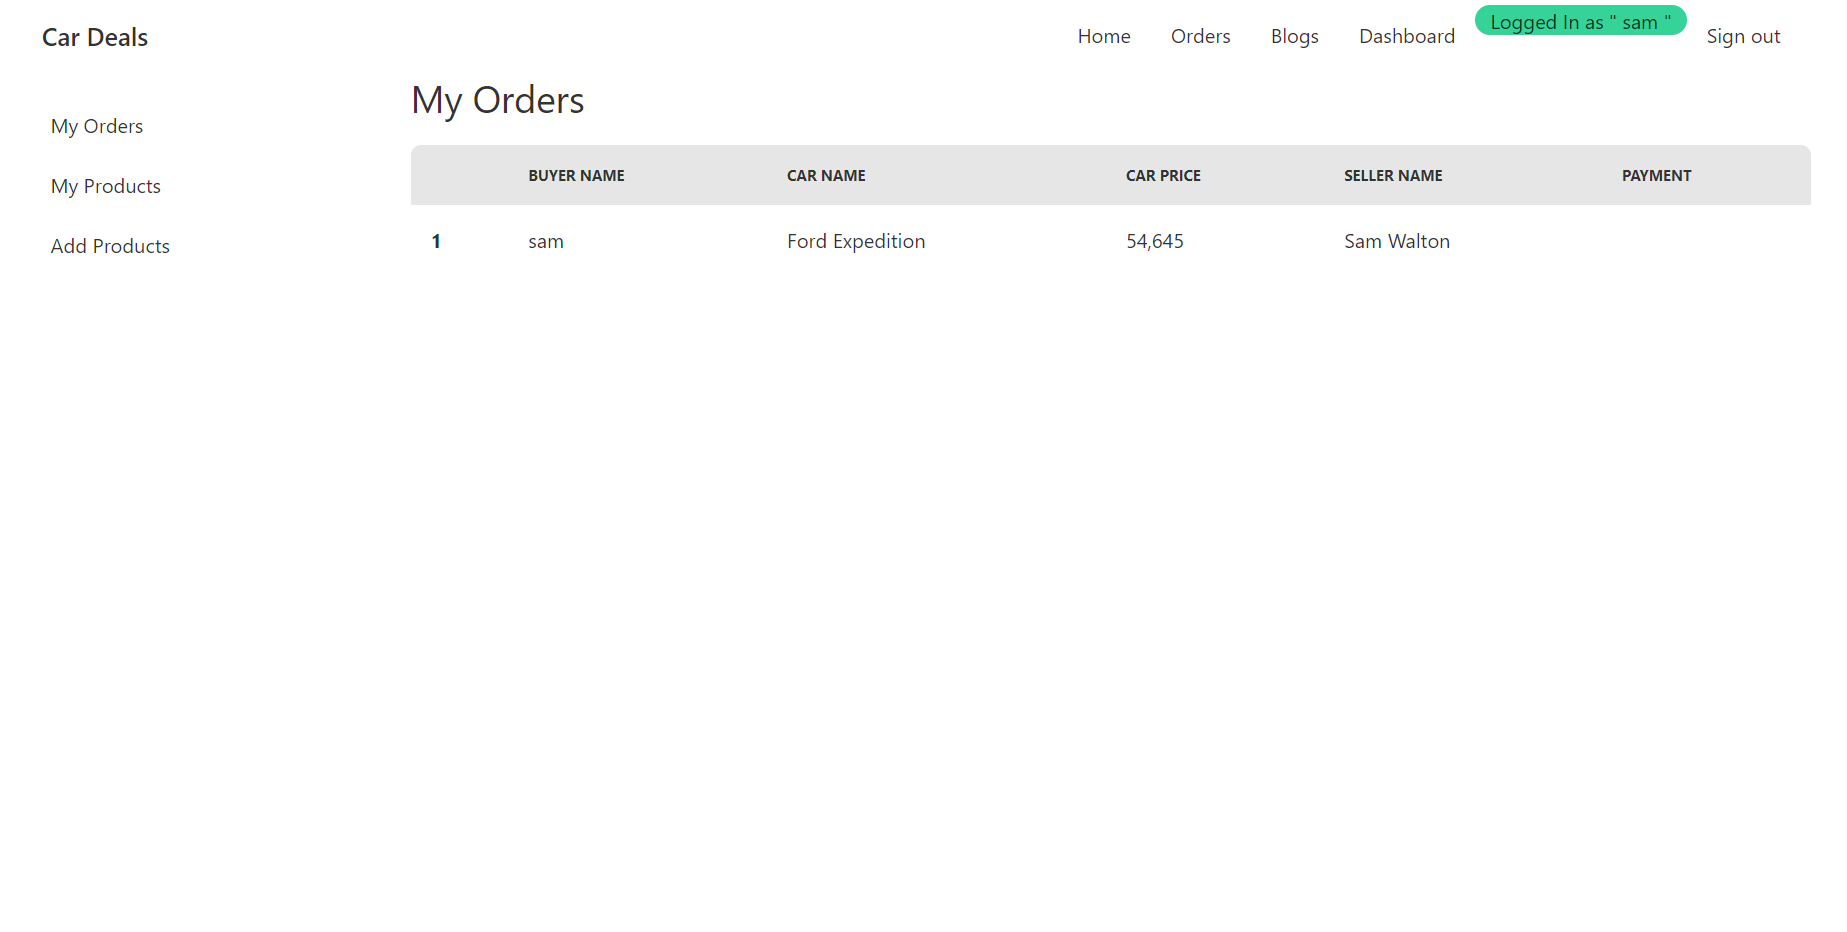 Car Deals
Home Orders Blogs Dashboard Logged In as " sam " Sign out
My Orders
My Products
Add Products
My Orders
BUYER NAME CAR NAME CAR PRICE SELLER NAME PAYMENT
1 sam Ford Expedition 54,645 Sam Walton